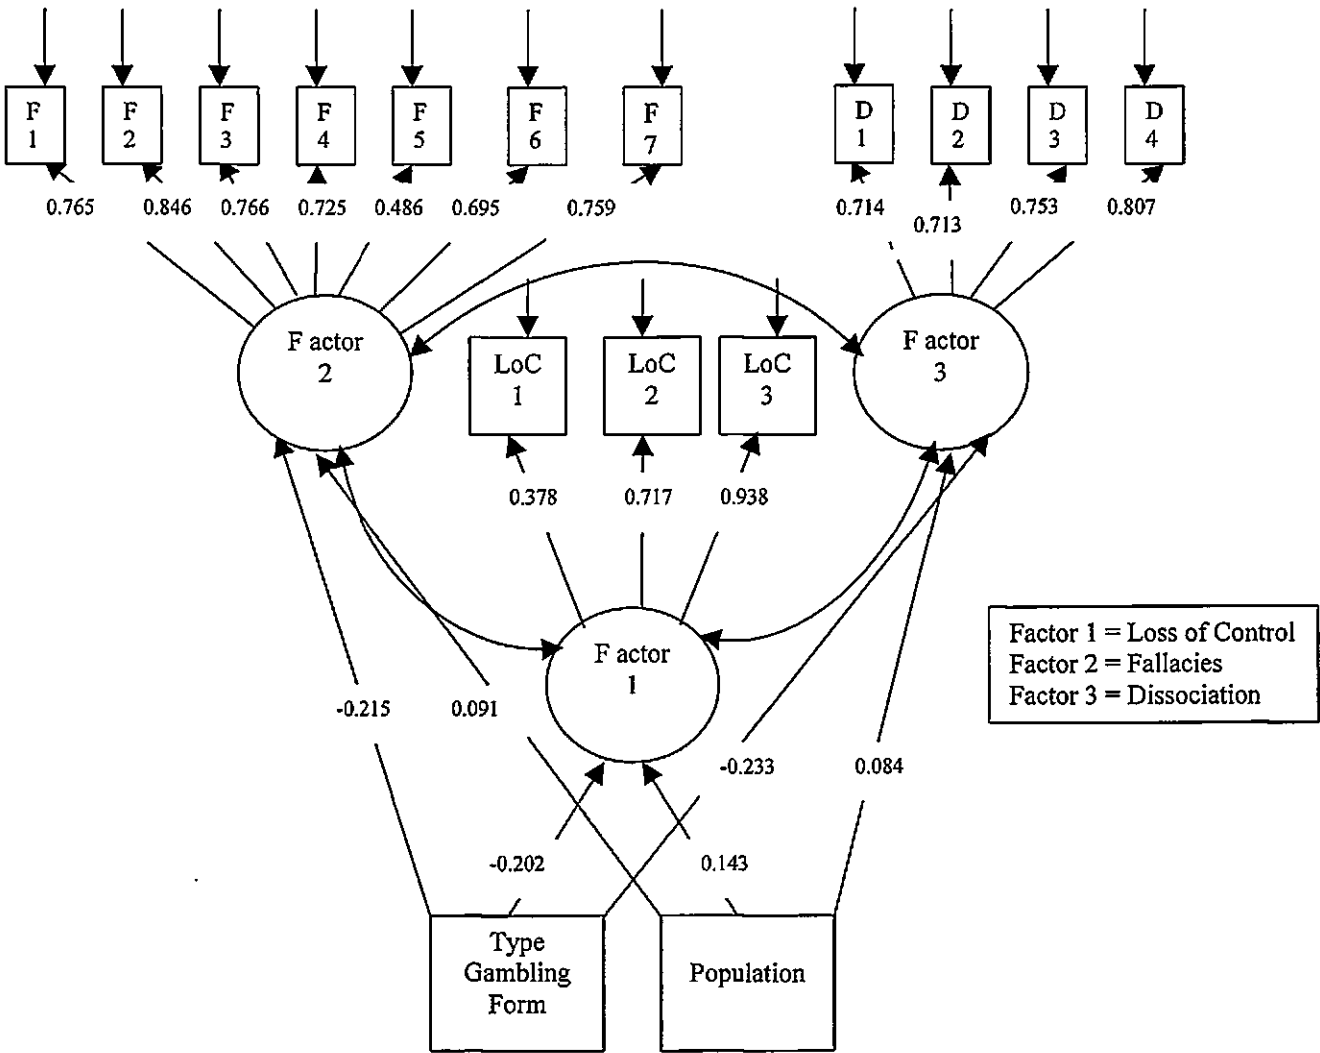 F
1
F
2
F
3
F
4
F
5
F
6
F
7
D
1
D
2
D
3
D
4
0.765
0.846
0.766
0.725
0.486
0.695
0.759
0.714
0.713
0.753
0.807
F actor
2
LoC
1
LoC
2
LoC
3
F actor
3
0.378
0.717
0.938
F actor
1
Factor 1 = Loss of Control
Factor 2 = Fallacies
Factor 3 = Dissociation
-0.215
0.091
-0.233
0.084
-0.202
0.143
Type
Gambling
Form
Population